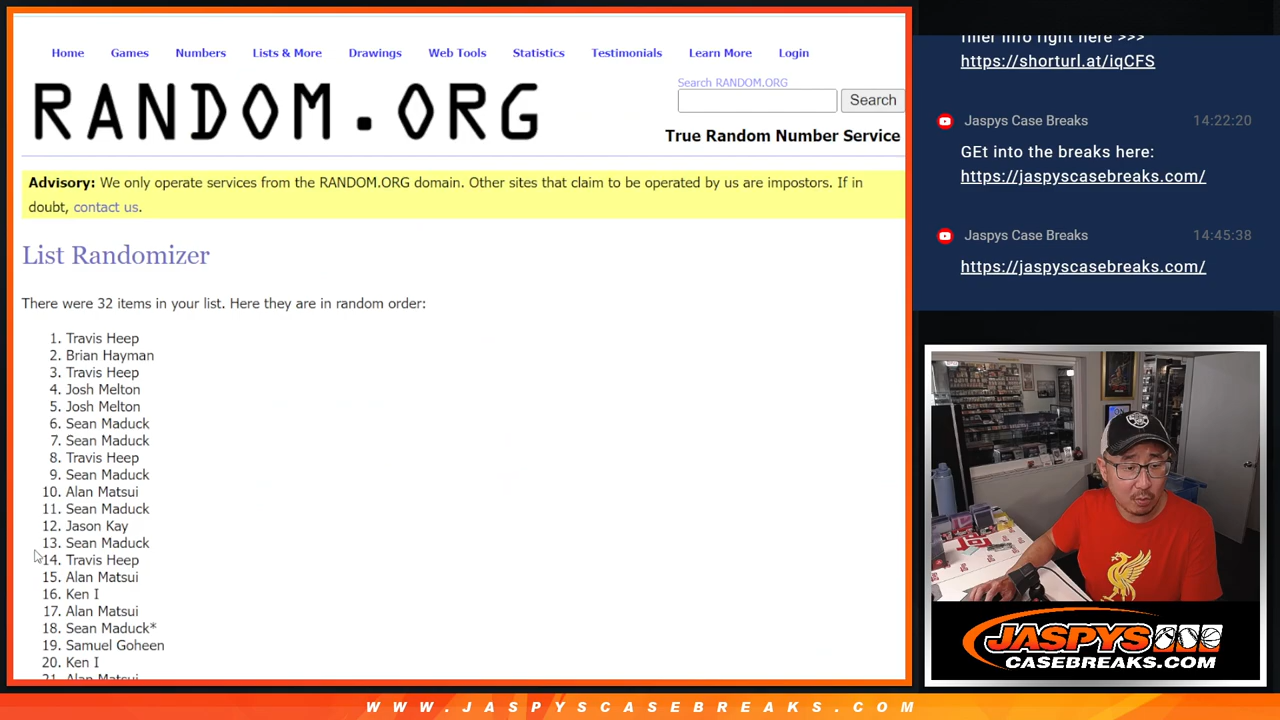 Home Games Numbers Lists & More Drawings Web Tools Statistics Testimonials Learn More Login
RANDOM.ORG
Search RANDOM.ORG
Search
True Random Number Service
Advisory: We only operate services from the RANDOM.ORG domain. Other sites that claim to be operated by us are impostors. If in
doubt, contact us.
List Randomizer
There were 32 items in your list. Here they are in random order:
1. Travis Heep
2. Brian Hayman
3. Travis Heep
4. Josh Melton
5. Josh Melton
6. Sean Maduck
7. Sean Maduck
8. Travis Heep
9. Sean Maduck
10. Alan Matsui
11. Sean Maduck
12. Jason Kay
13. Sean Maduck
14. Travis Heep
15. Alan Matsui
16. Ken I
17. Alan Matsui
18. Sean Maduck*
19. Samuel Goheen
20. Ken I
21. Alan Matsui
filler info right here >>>
https://shorturl.at/iqCFS
Jaspys Case Breaks 14:22:20
GEt into the breaks here:
https://jaspyscasebreaks.com/
Jaspys Case Breaks 14:45:38
https://jaspyscasebreaks.com/
JASPYS
CASEBREAKS.COM
WWW.JASPYSCASEBREAKS.COM